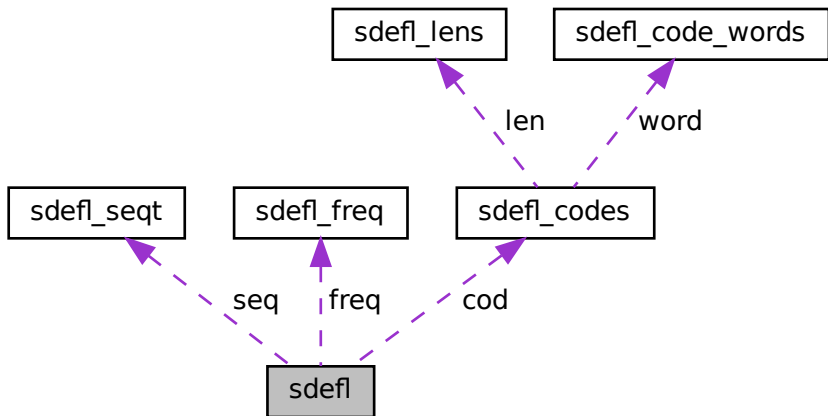 sdefl_lens
sdefl_code_words
len
word
sdefl_seqt
sdefl_freq
sdefl_codes
seq
freq
cod
sdefl